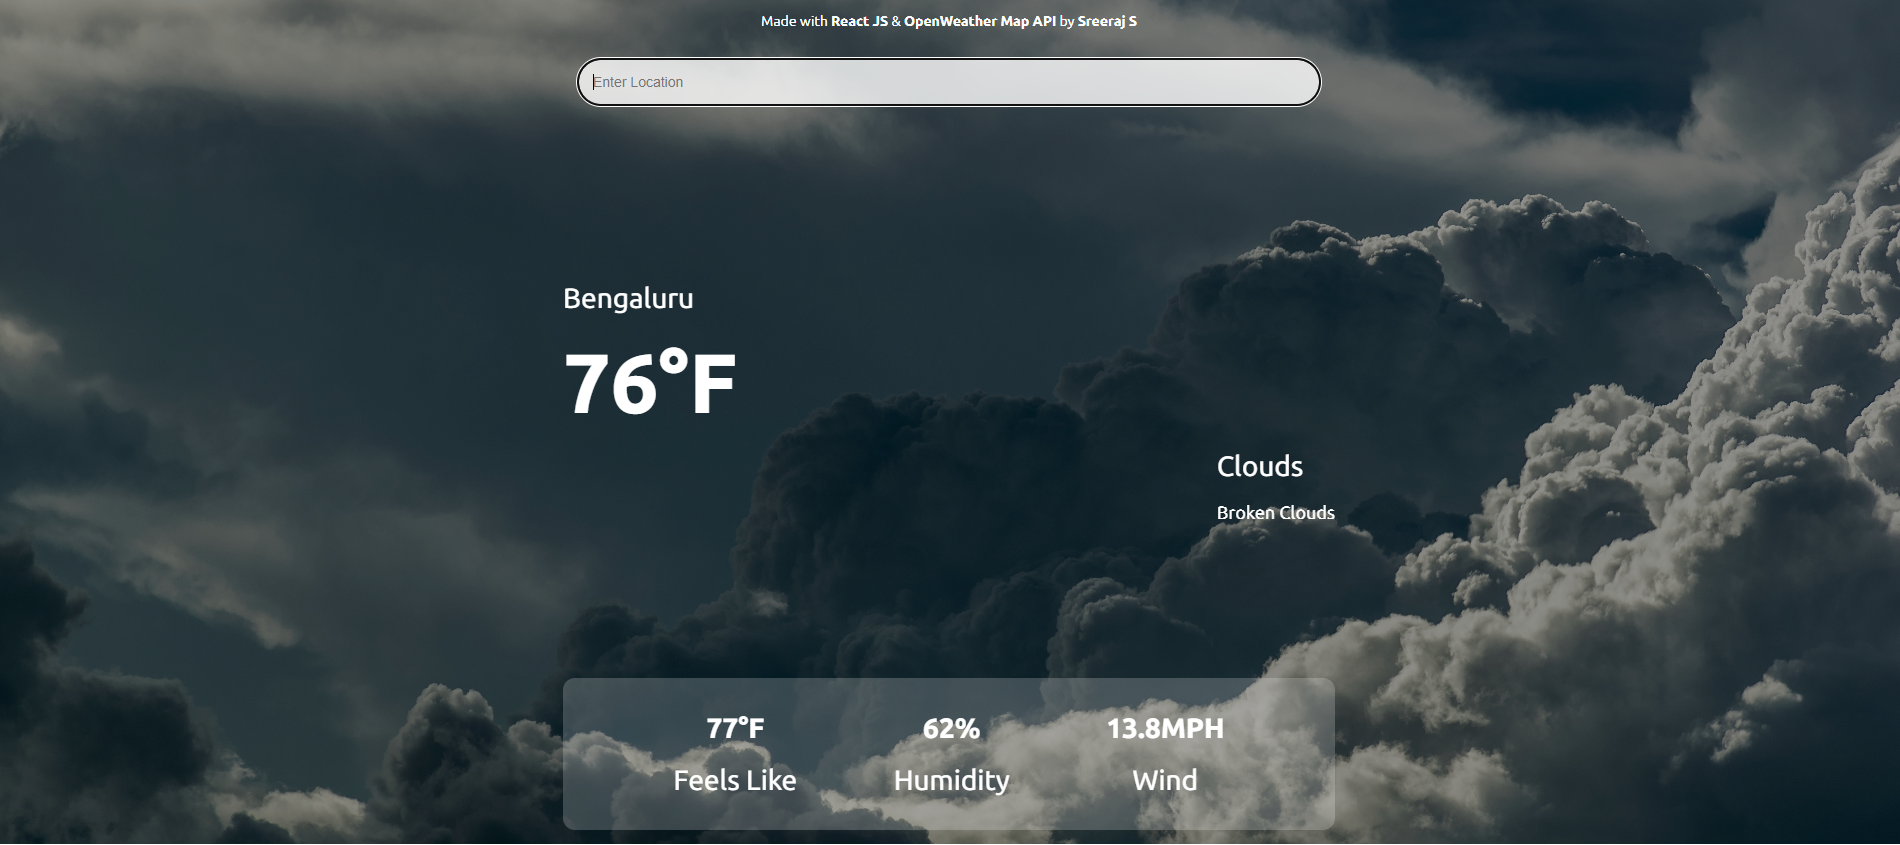 Made with React JS & OpenWeather Map API by Sreeraj S
Enter Location
Bengaluru
76°F
Clouds
Broken Clouds
77°F 62% 13.8MPH
Feels Like Humidity Wind